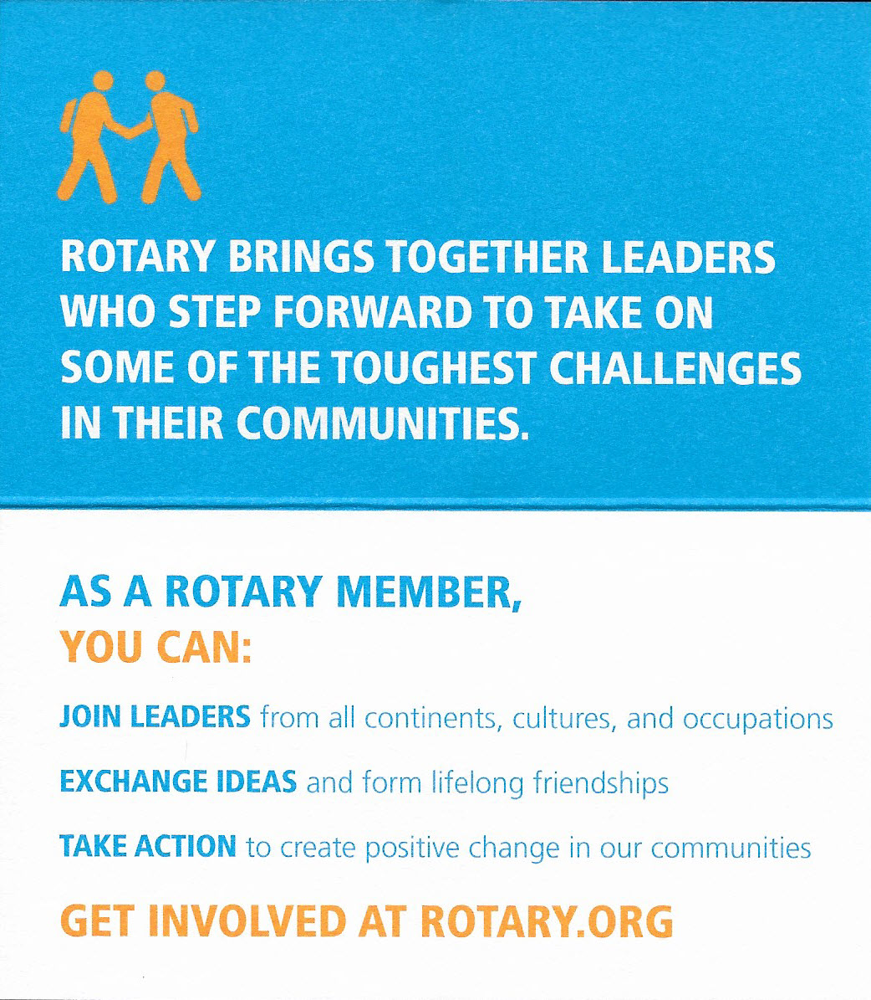 ROTARY BRINGS TOGETHER LEADERS
WHO STEP FORWARD TO TAKE ON
SOME OF THE TOUGHEST CHALLENGES
IN THEIR COMMUNITIES.
AS A ROTARY MEMBER,
YOU CAN:
JOIN LEADERS from all continents, cultures, and occupations
EXCHANGE IDEAS and form lifelong friendships
TAKE ACTION to create positive change in our communities
GET INVOLVED AT ROTARY.ORG